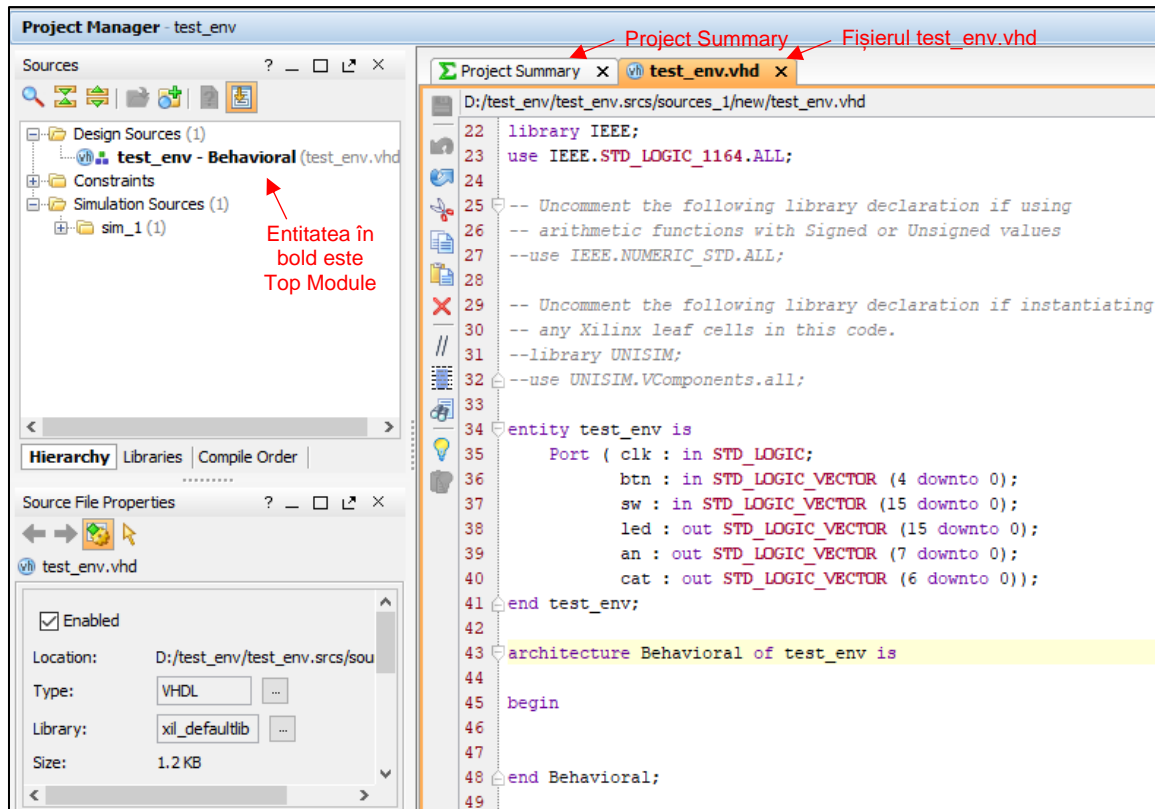 Project Manager - test_env
Project Summary
Fișierul test_env.vhd
Sources
Design Sources (1)
test_env - Behavioral (test_env.vhd
Constraints
Simulation Sources (1)
sim_1 (1)
Entitatea în
bold este
Top Module
Hierarchy Libraries Compile Order
Source File Properties
test_env.vhd
Enabled
Location: D:/test_env/test_env.srcs/sou
Type: VHDL ...
Library: xil_defaultlib ...
Size: 1.2 KB
Project Summary test_env.vhd
D:/test_env/test_env.srcs/sources_1/new/test_env.vhd
22 library IEEE;
23 use IEEE.STD_LOGIC_1164.ALL;
24
25 -- Uncomment the following library declaration if using
26 -- arithmetic functions with Signed or Unsigned values
27 --use IEEE.NUMERIC_STD.ALL;
28
29 -- Uncomment the following library declaration if instantiating
30 -- any Xilinx leaf cells in this code.
31 --library UNISIM;
32 --use UNISIM.VComponents.all;
33
34 entity test_env is
35 Port ( clk : in STD_LOGIC;
36 btn : in STD_LOGIC_VECTOR (4 downto 0);
37 sw : in STD_LOGIC_VECTOR (15 downto 0);
38 led : out STD_LOGIC_VECTOR (15 downto 0);
39 an : out STD_LOGIC_VECTOR (7 downto 0);
40 cat : out STD_LOGIC_VECTOR (6 downto 0));
41 end test_env;
42
43 architecture Behavioral of test_env is
44
45 begin
46
47
48 end Behavioral;
49